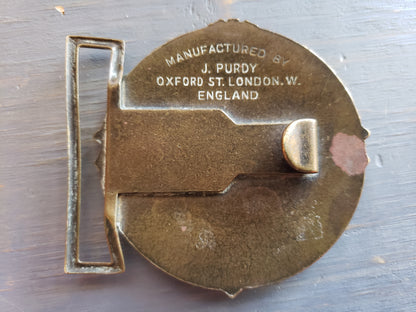 MANUFACTURED BY
J. PURDY
OXFORD ST. LONDON. W.
ENGLAND